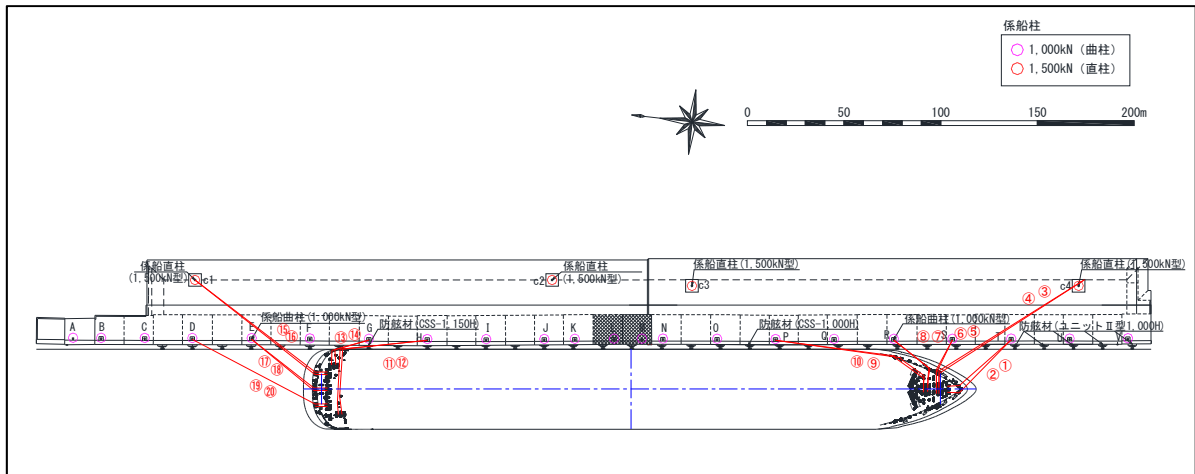 係船柱
1,000kN (曲柱)
1,500kN (直柱)
0 50 100 150 200m
係船直柱
(1,500kN型)
c1
係船直柱
(1,500kN型)
c2
係船直柱(1,500kN型)
c3
係船直柱(1,500kN型)
c4
④ ③
A B C D E F G H I J K N O P Q R S T U V
係船曲柱(1,000kN型)
防舷材(CSS-1,150H)
防舷材(CSS-1,000H)
係船曲柱(1,000kN型)
防舷材(ユニットⅡ型1,000H)
⑮
⑯
⑬ ⑭
⑰
⑱
⑪ ⑫
⑲ ⑳
⑩ ⑨
⑧ ⑦ ⑥ ⑤
② ①